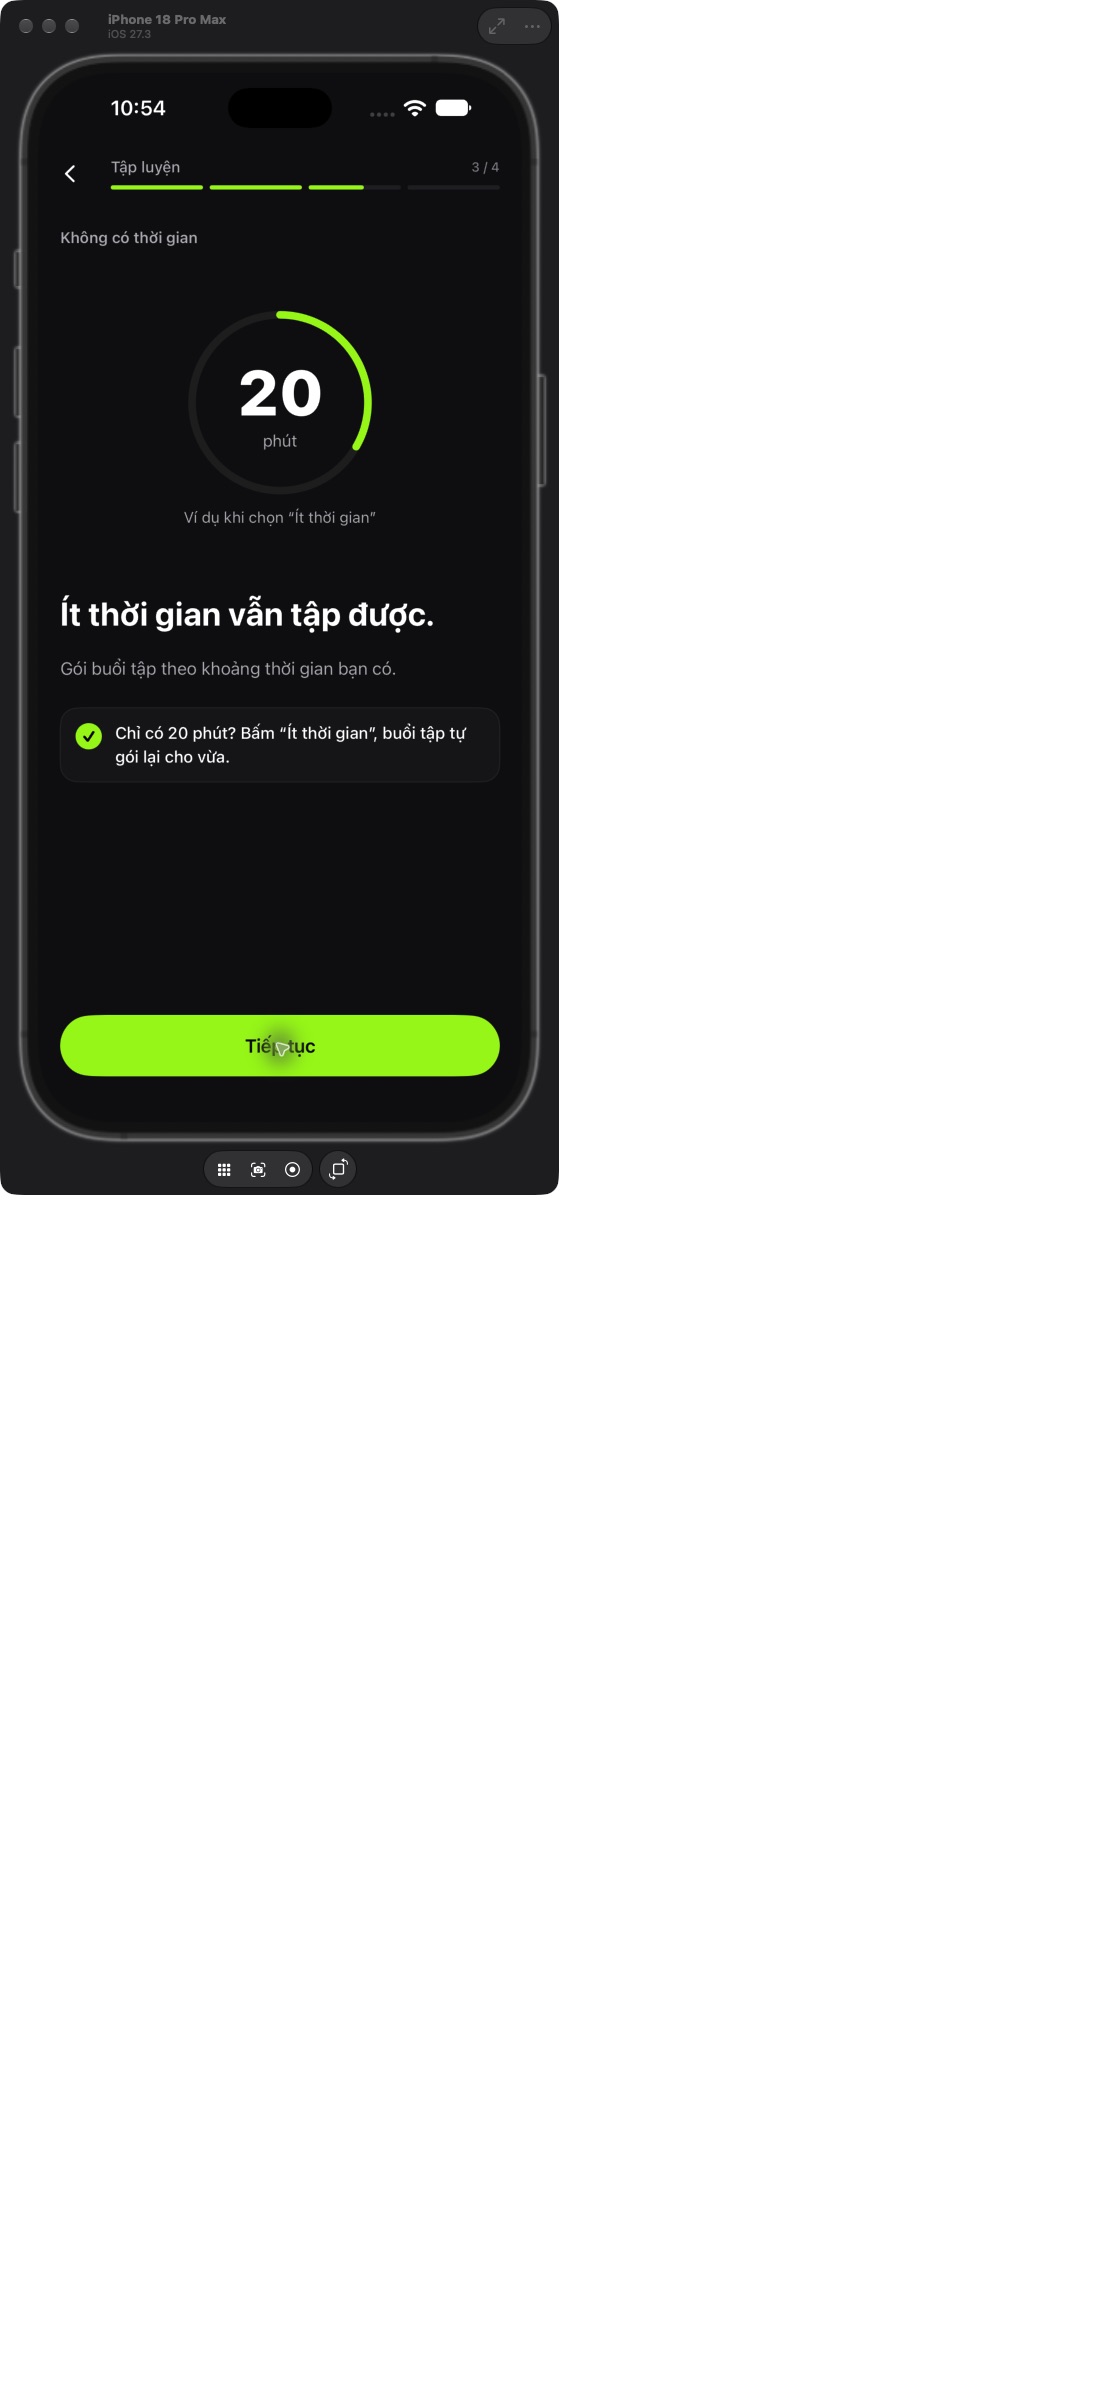 iPhone 18 Pro Max
iOS 27.3
10:54
Tập luyện
3 / 4
Không có thời gian
20
phút
Ví dụ khi chọn “Ít thời gian”
Ít thời gian vẫn tập được.
Gói buổi tập theo khoảng thời gian bạn có.
Chỉ có 20 phút? Bấm “Ít thời gian”, buổi tập tự
gói lại cho vừa.
Tiếp tục